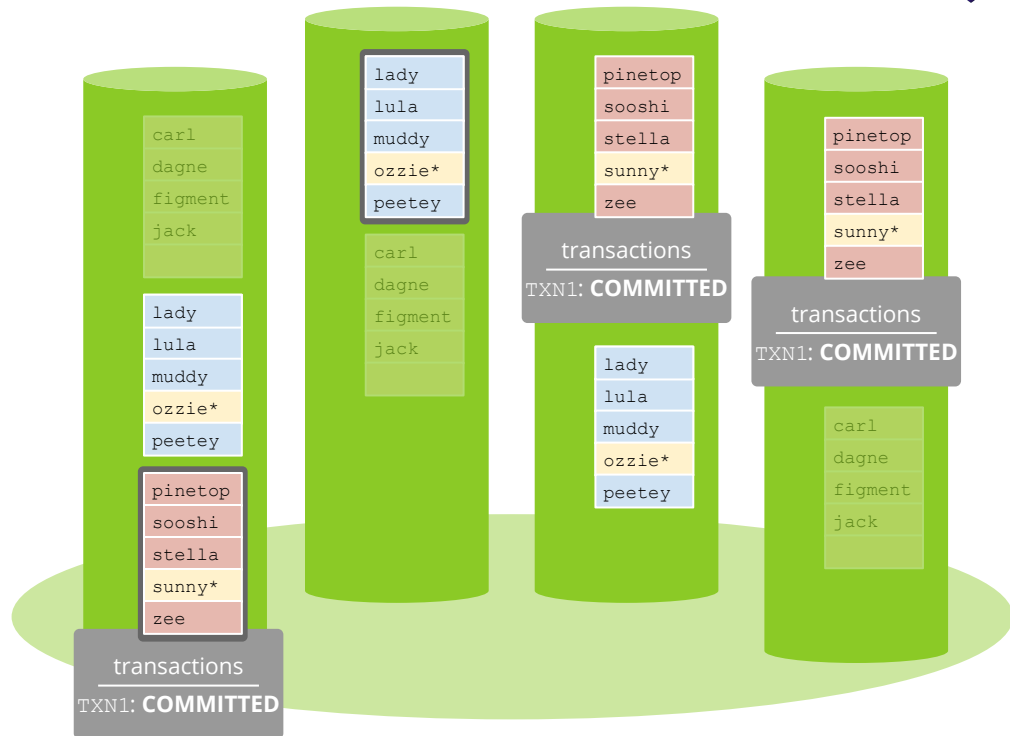 carl
dagne
figment
jack
lady
lula
muddy
ozzie*
peetey
pinetop
sooshi
stella
sunny*
zee
transactions
TXN1: COMMITTED
lady
lula
muddy
ozzie*
peetey
carl
dagne
figment
jack
pinetop
sooshi
stella
sunny*
zee
transactions
TXN1: COMMITTED
lady
lula
muddy
ozzie*
peetey
pinetop
sooshi
stella
sunny*
zee
transactions
TXN1: COMMITTED
carl
dagne
figment
jack